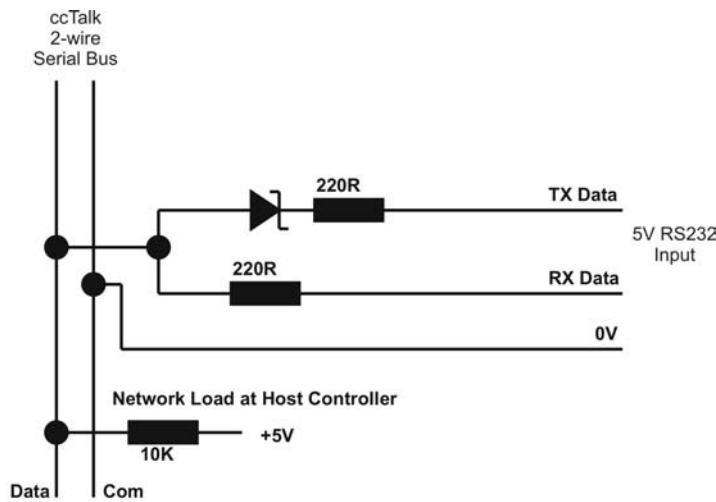 ccTalk
2-wire
Serial Bus
220R
TX Data
5V RS232
Input
220R
RX Data
0V
Network Load at Host Controller
+5V
10K
Data
Com